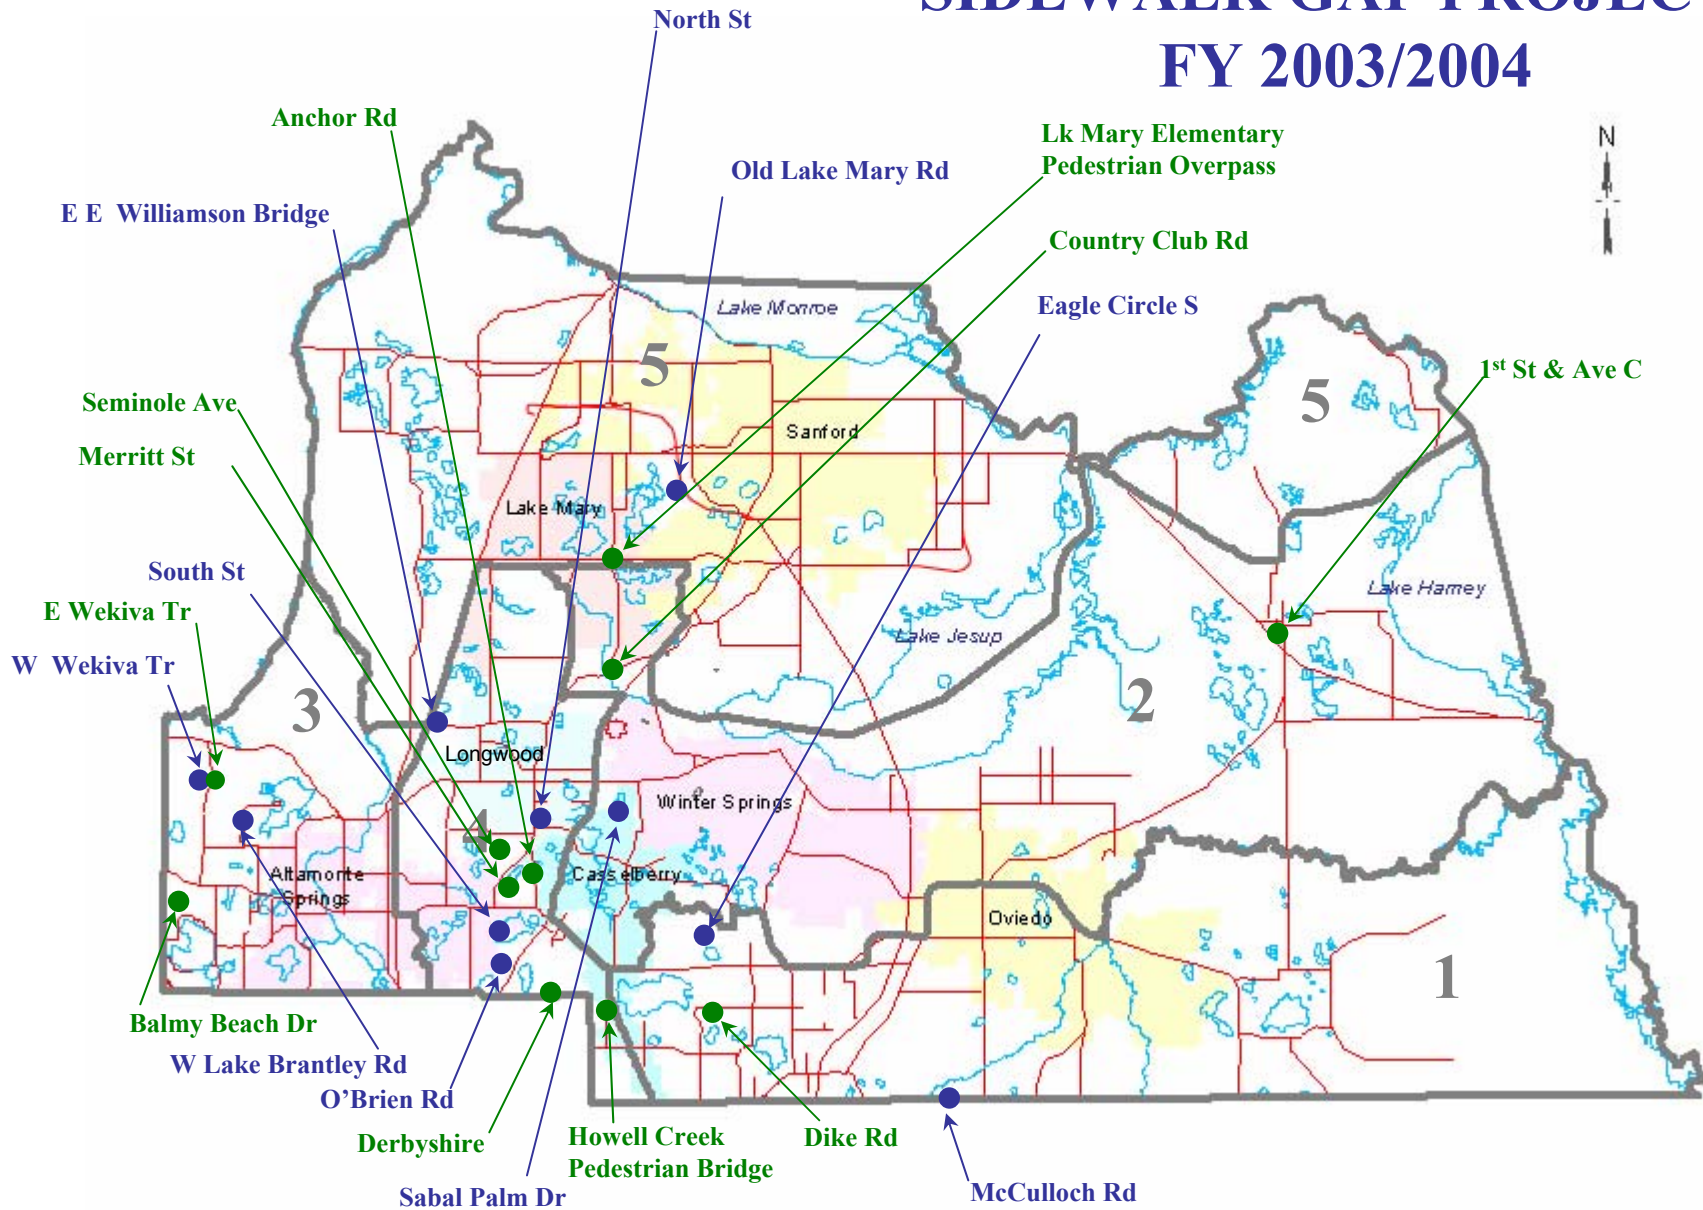 SIDEWALK GAP PROJEC
FY 2003/2004
North St
Anchor Rd
Lk Mary Elementary
Pedestrian Overpass
N
Old Lake Mary Rd
E E Williamson Bridge
Country Club Rd
Lake Monroe
Eagle Circle S
5
1st St & Ave C
5
Seminole Ave
Sanford
Merritt St
Lake Mary
South St
Lake Harney
E Wekiva Tr
Lake Jesup
W Wekiva Tr
3
2
Longwood
Winter Springs
4
Altamonte
Springs
Casselberry
Oviedo
1
Balmy Beach Dr
W Lake Brantley Rd
O'Brien Rd
Derbyshire
Howell Creek
Pedestrian Bridge
Dike Rd
Sabal Palm Dr
McCulloch Rd